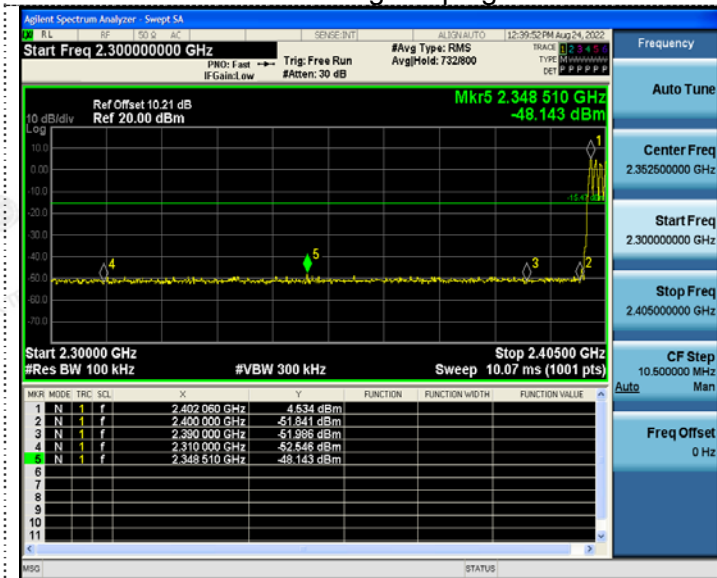 Agilent Spectrum Analyzer - Swept SA
RL RF 50 Ω AC SENSE:INT ALIGN AUTO 12:39:52 PM Aug 24, 2022
Start Freq 2.300000000 GHz
PNO: Fast
IFGain:Low
Trig: Free Run
#Atten: 30 dB
#Avg Type: RMS
Avg|Hold: 732/800
TRACE 1 2 3 4 5 6
TYPE M
DET P P P P P P
Frequency
Auto Tune
Center Freq
2.352500000 GHz
Start Freq
2.300000000 GHz
Stop Freq
2.405000000 GHz
CF Step
10.500000 MHz
Auto Man
Freq Offset
0 Hz
Mkr5 2.348 510 GHz
-48.143 dBm
Ref Offset 10.21 dB
10 dB/div Ref 20.00 dBm
Log
10.0
0.00
-10.0
-20.0
-30.0
-40.0
-50.0
-60.0
-70.0
1
4
5
3
2
Start 2.30000 GHz Stop 2.40500 GHz
#Res BW 100 kHz #VBW 300 kHz Sweep 10.07 ms (1001 pts)
MKR MODE TRC SCL X Y FUNCTION FUNCTION WIDTH FUNCTION VALUE
1 N 1 f 2.402 060 GHz 4.534 dBm
2 N 1 f 2.400 000 GHz -51.841 dBm
3 N 1 f 2.390 000 GHz -51.986 dBm
4 N 1 f 2.310 000 GHz -52.546 dBm
5 N 1 f 2.348 510 GHz -48.143 dBm
6
7
8
9
10
11
MSG STATUS